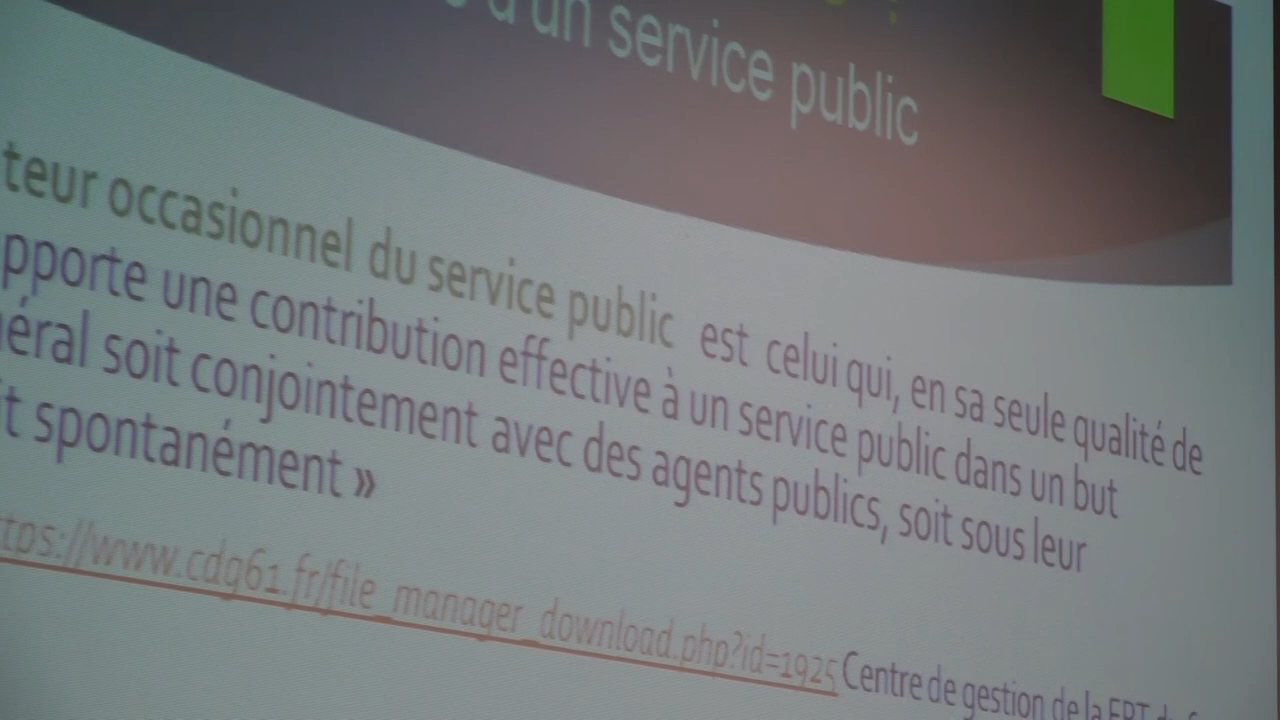 d'un service public
teur occasionnel du service public est celui qui, en sa seule qualité de
pporte une contribution effective à un service public dans un but
éral soit conjointement avec des agents publics, soit sous leur
t spontanément »
tps://www.cdg61.fr/file_manager_download.php?id=1925 Centre de gestion de la FPT